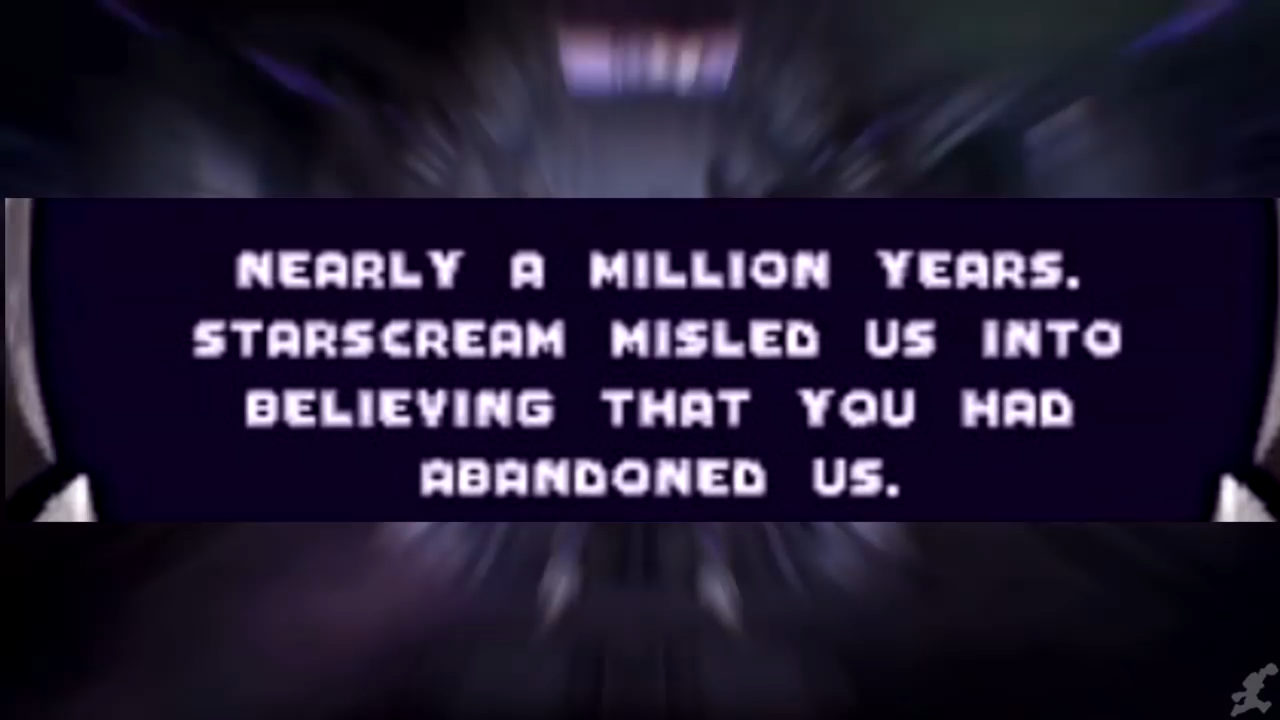 NEARLY A MILLION YEARS.
STARSCREAM MISLED US INTO
BELIEVING THAT YOU HAD
ABANDONED US.